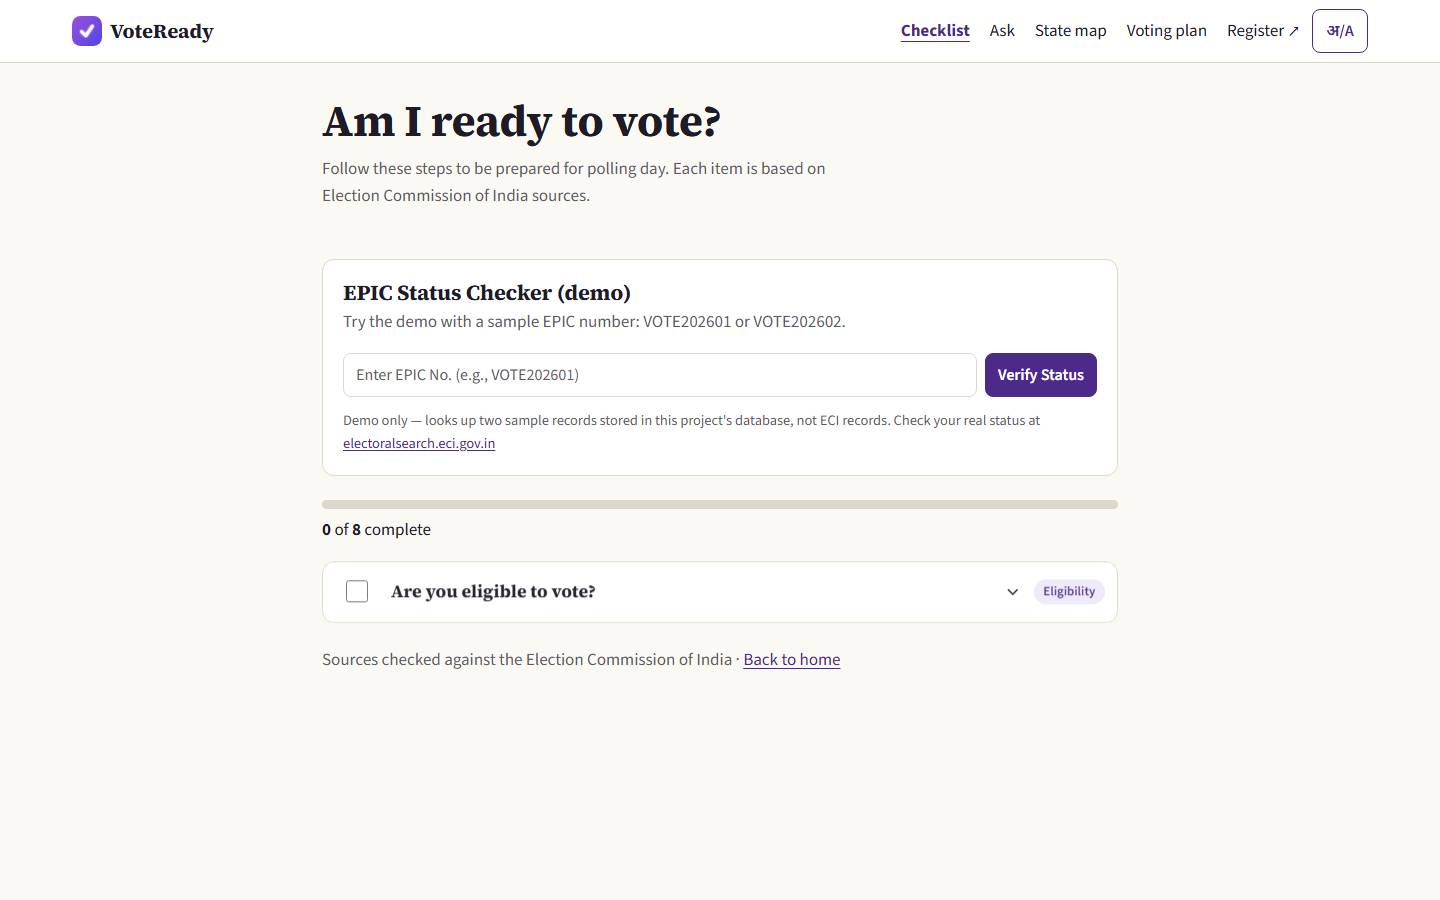 VoteReady
Checklist
Ask
State map
Voting plan
Register ↗
अ/A
Am I ready to vote?
Follow these steps to be prepared for polling day. Each item is based on
Election Commission of India sources.
EPIC Status Checker (demo)
Try the demo with a sample EPIC number: VOTE202601 or VOTE202602.
Enter EPIC No. (e.g., VOTE202601)
Verify Status
Demo only — looks up two sample records stored in this project's database, not ECI records. Check your real status at
electoralsearch.eci.gov.in
0 of 8 complete
Are you eligible to vote?
Eligibility
Sources checked against the Election Commission of India · Back to home